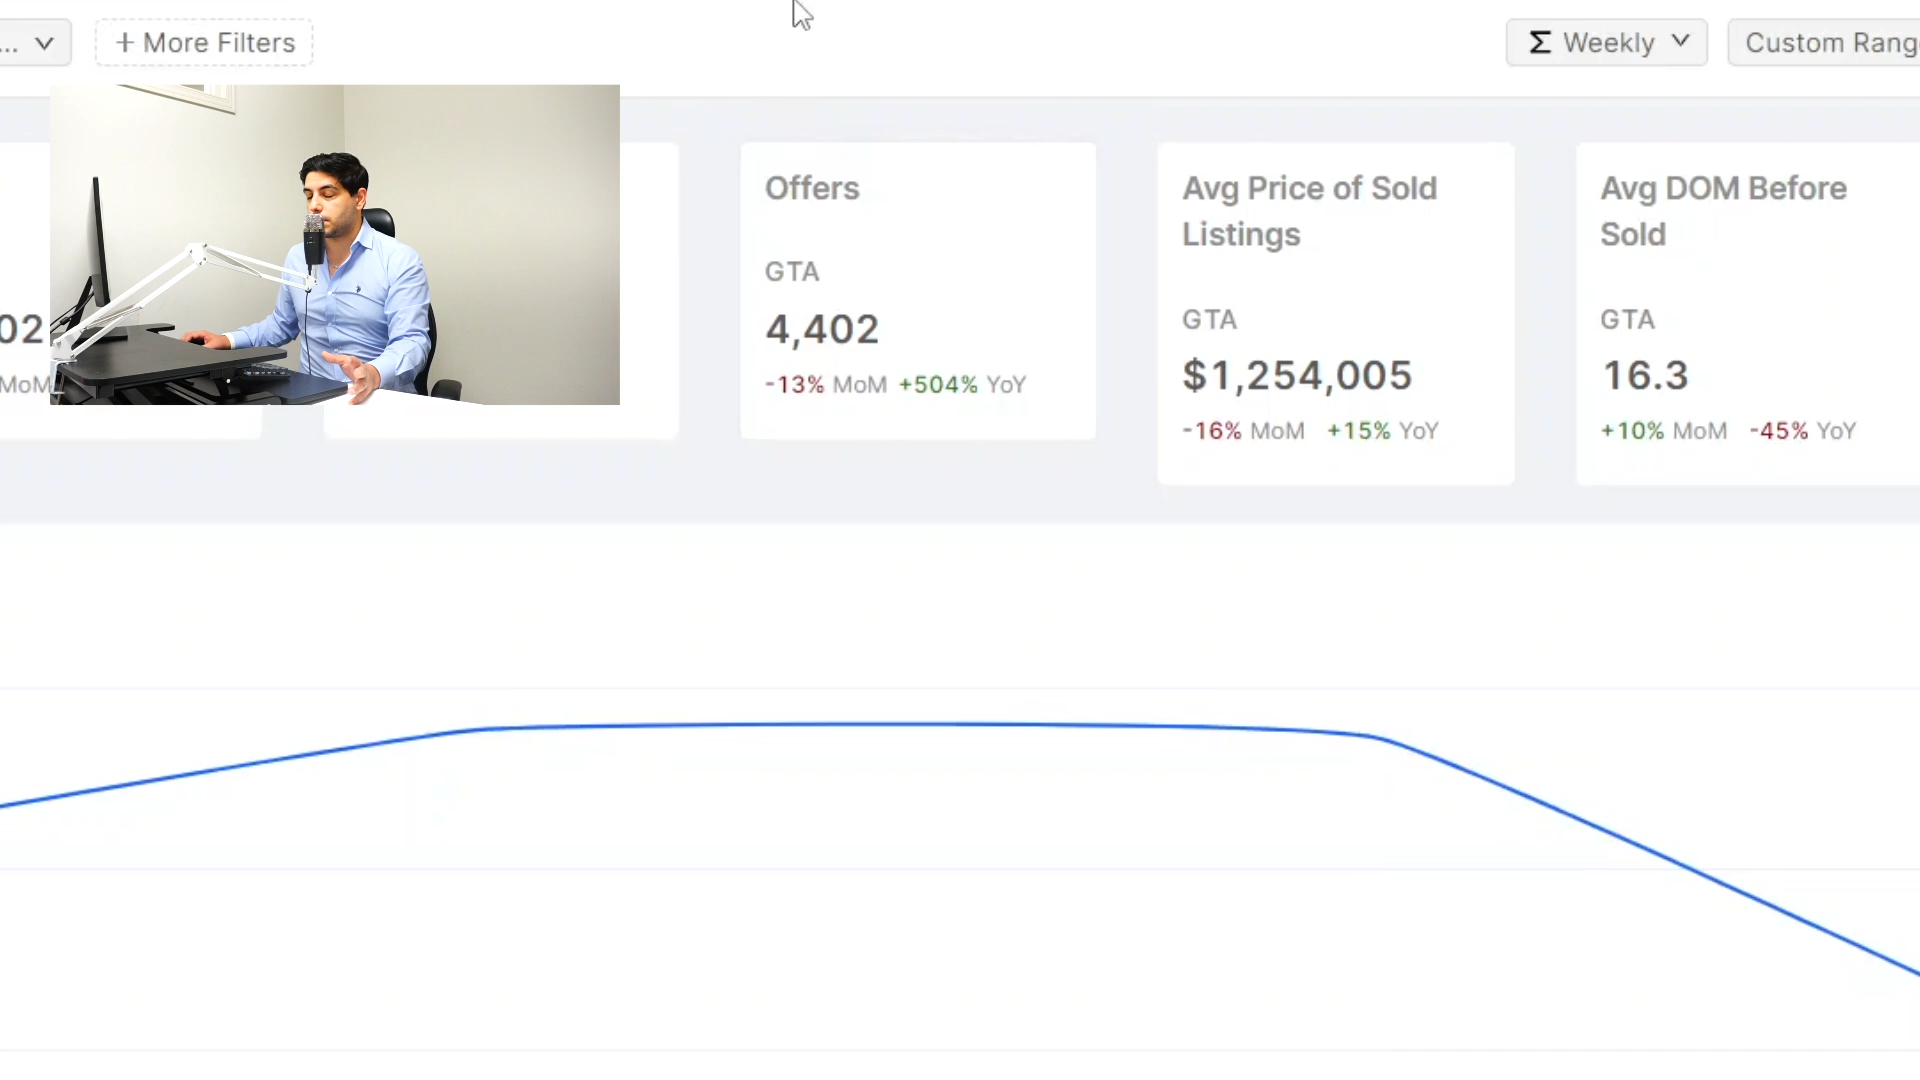 ... 
+ More Filters
Σ Weekly
Custom Rang
02
MoM
Offers
GTA
4,402
-13% MoM +504% YoY
Avg Price of Sold
Listings
GTA
$1,254,005
-16% MoM +15% YoY
Avg DOM Before
Sold
GTA
16.3
+10% MoM -45% YoY